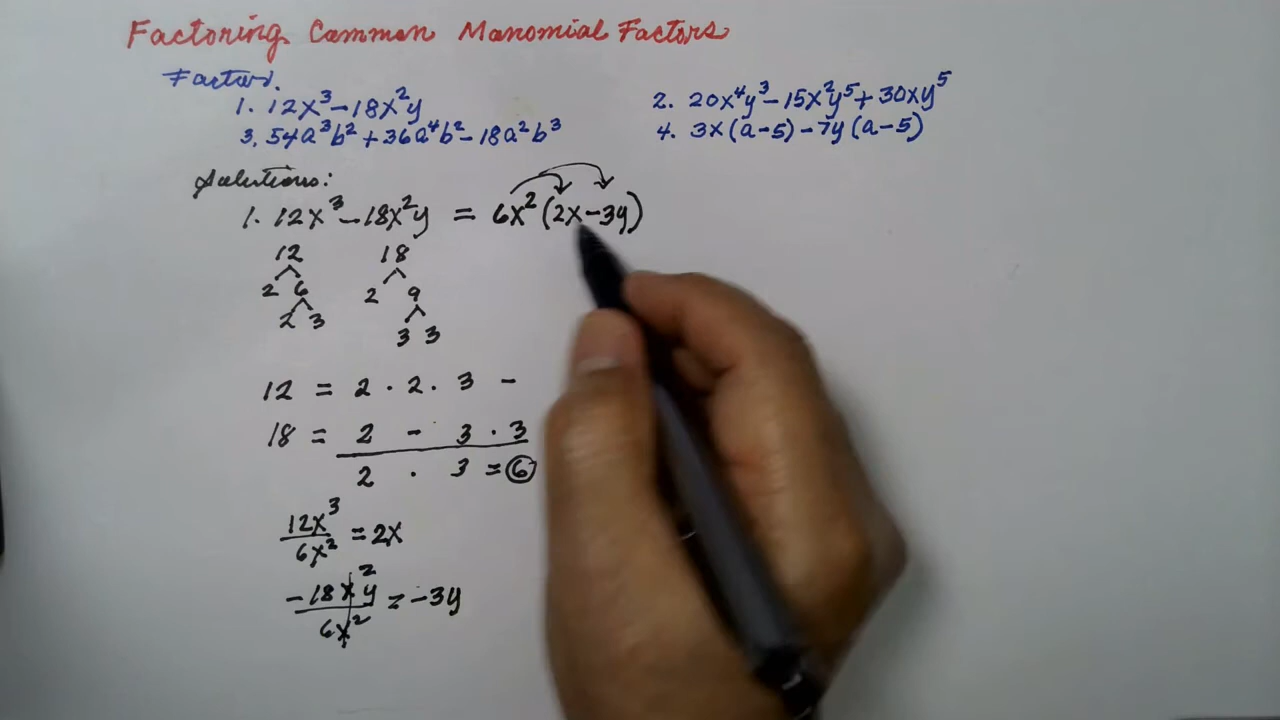 Factoring Common Manomial Factors
Factor.
1. 12x³ - 18x²y
2. 20x⁴y³ - 15x²y⁵ + 30xy⁵
3. 54a³b² + 36a⁴b² - 18a²b³
4. 3x(a-5) - 7y(a-5)
Solutions:
1. 12x³ - 18x²y = 6x²(2x - 3y)
12 18
2 6 2 9
2 3 3 3
12 = 2 · 2 · 3 -
18 = 2 - 3 · 3
2 · 3 = 6
12x³/6x² = 2x
-18x²y/6x² = -3y